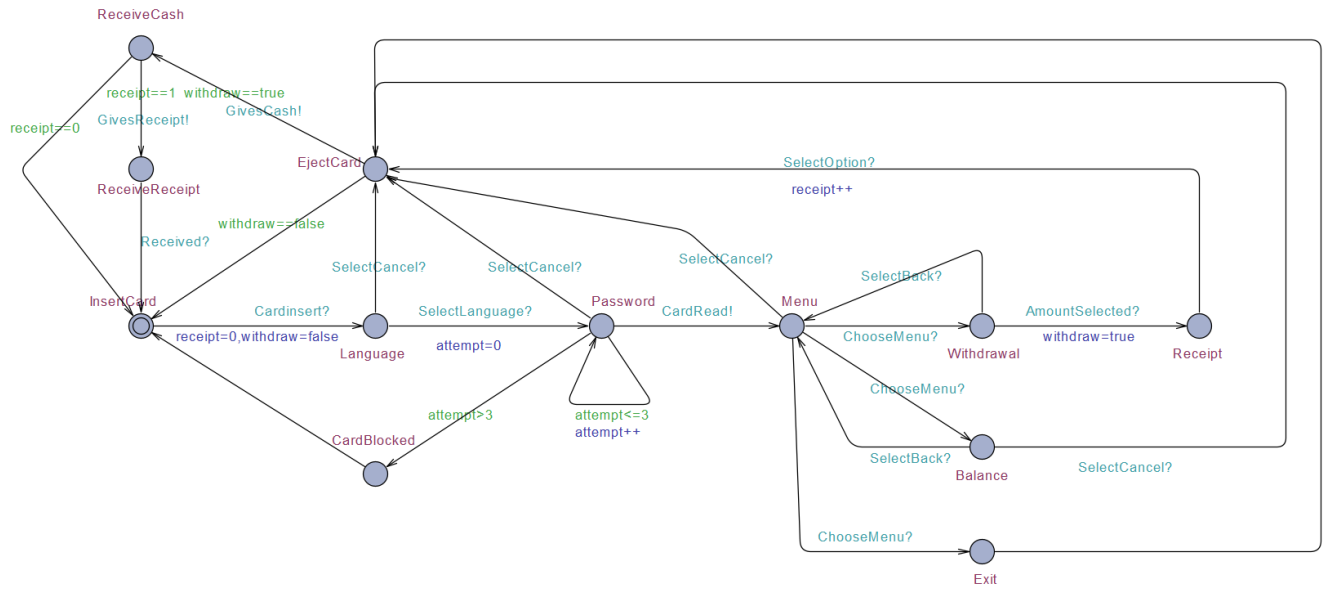 ReceiveCash
receipt==1 withdraw==true
GivesCash!
GivesReceipt!
receipt==0
EjectCard
SelectOption?
ReceiveReceipt
receipt++
withdraw==false
Received?
SelectCancel?
SelectCancel?
SelectCancel?
SelectBack?
InsertCard
Cardinsert?
SelectLanguage?
Password
CardRead!
Menu
AmountSelected?
receipt=0,withdraw=false
attempt=0
ChooseMenu?
withdraw=true
Language
Withdrawal
Receipt
ChooseMenu?
attempt>3
attempt<=3
attempt++
CardBlocked
SelectBack?
SelectCancel?
Balance
ChooseMenu?
Exit